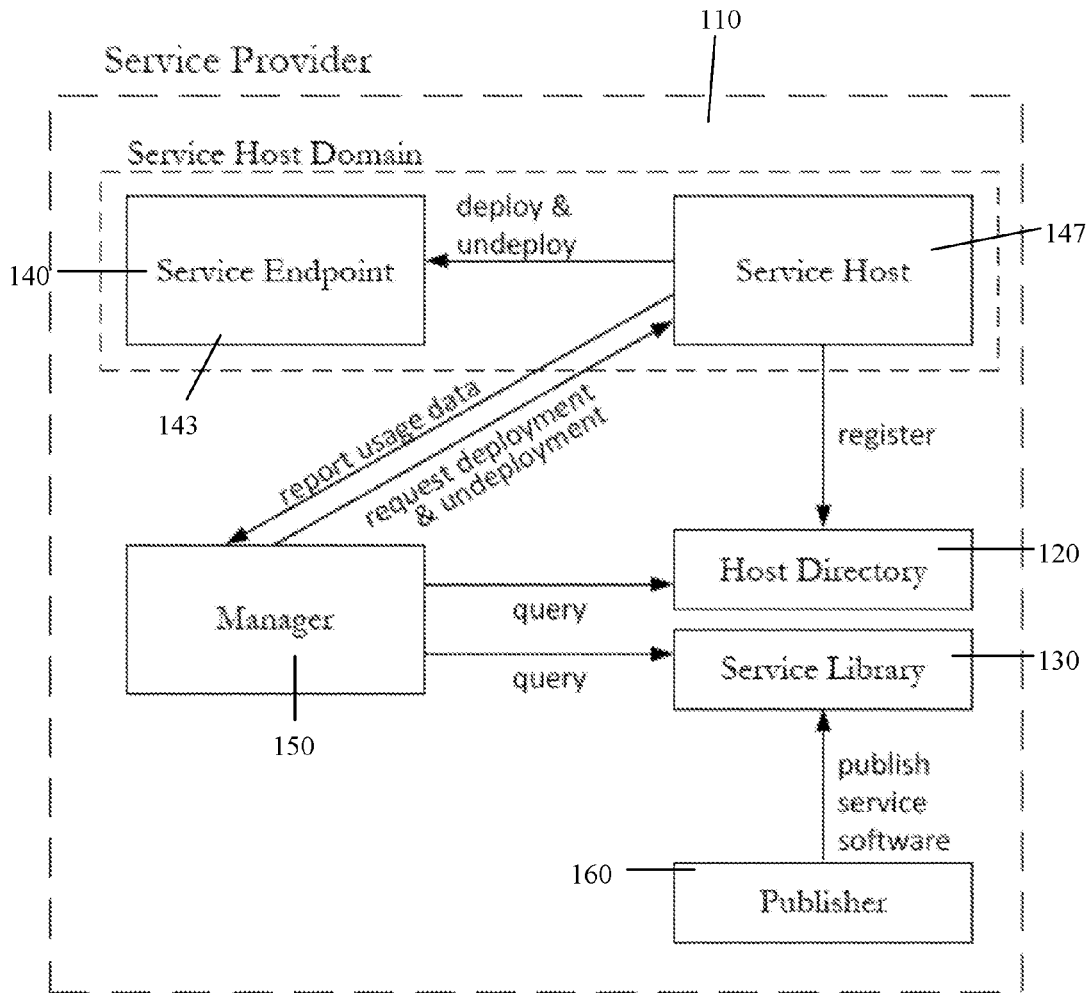 110
Service Provider
Service Host Domain
deploy &
undeploy
147
140
Service Endpoint
Service Host
143
report usage data
request deployment
& undeployment
register
Manager
query
Host Directory
120
query
Service Library
130
150
publish
service
software
160
Publisher